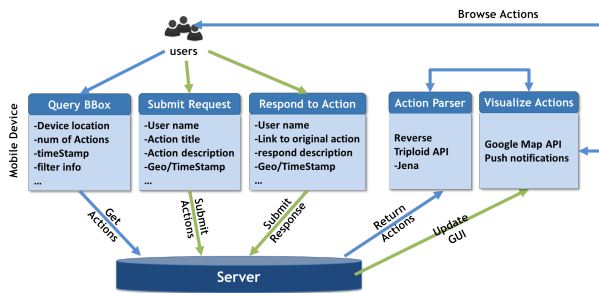 Browse Actions
users
Mobile Device
Query BBox
-Device location
-num of Actions
-timeStamp
-filter info
...
Submit Request
-User name
-Action title
-Action description
-Geo/TimeStamp
...
Respond to Action
-User name
-Link to original action
-respond description
-Geo/TimeStamp
...
Action Parser
Reverse
Triploid API
-Jena
Visualize Actions
Google Map API
Push notifications
Get
Actions
Submit
Actions
Submit
Response
Return
Actions
Update
GUI
Server